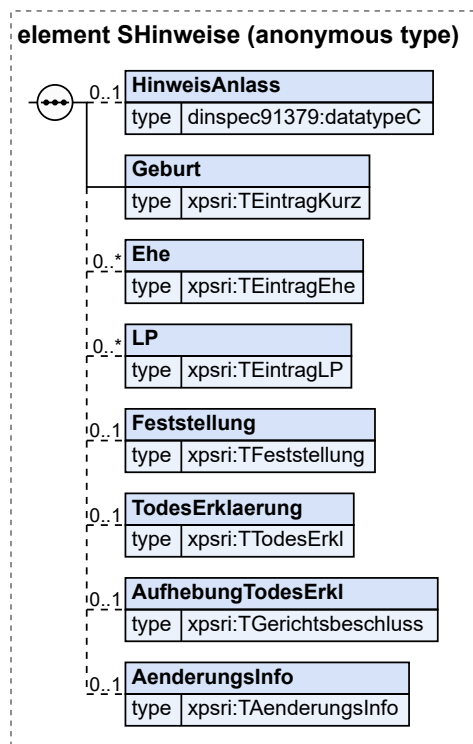 element SHinweise (anonymous type)
0..1 HinweisAnlass
type dinspec91379:datatypeC
Geburt
type xpsri:TEintragKurz
0..* Ehe
type xpsri:TEintragEhe
0..* LP
type xpsri:TEintragLP
0..1 Feststellung
type xpsri:TFeststellung
0..1 TodesErklaerung
type xpsri:TTodesErkl
0..1 AufhebungTodesErkl
type xpsri:TGerichtsbeschluss
0..1 AenderungsInfo
type xpsri:TAenderungsInfo